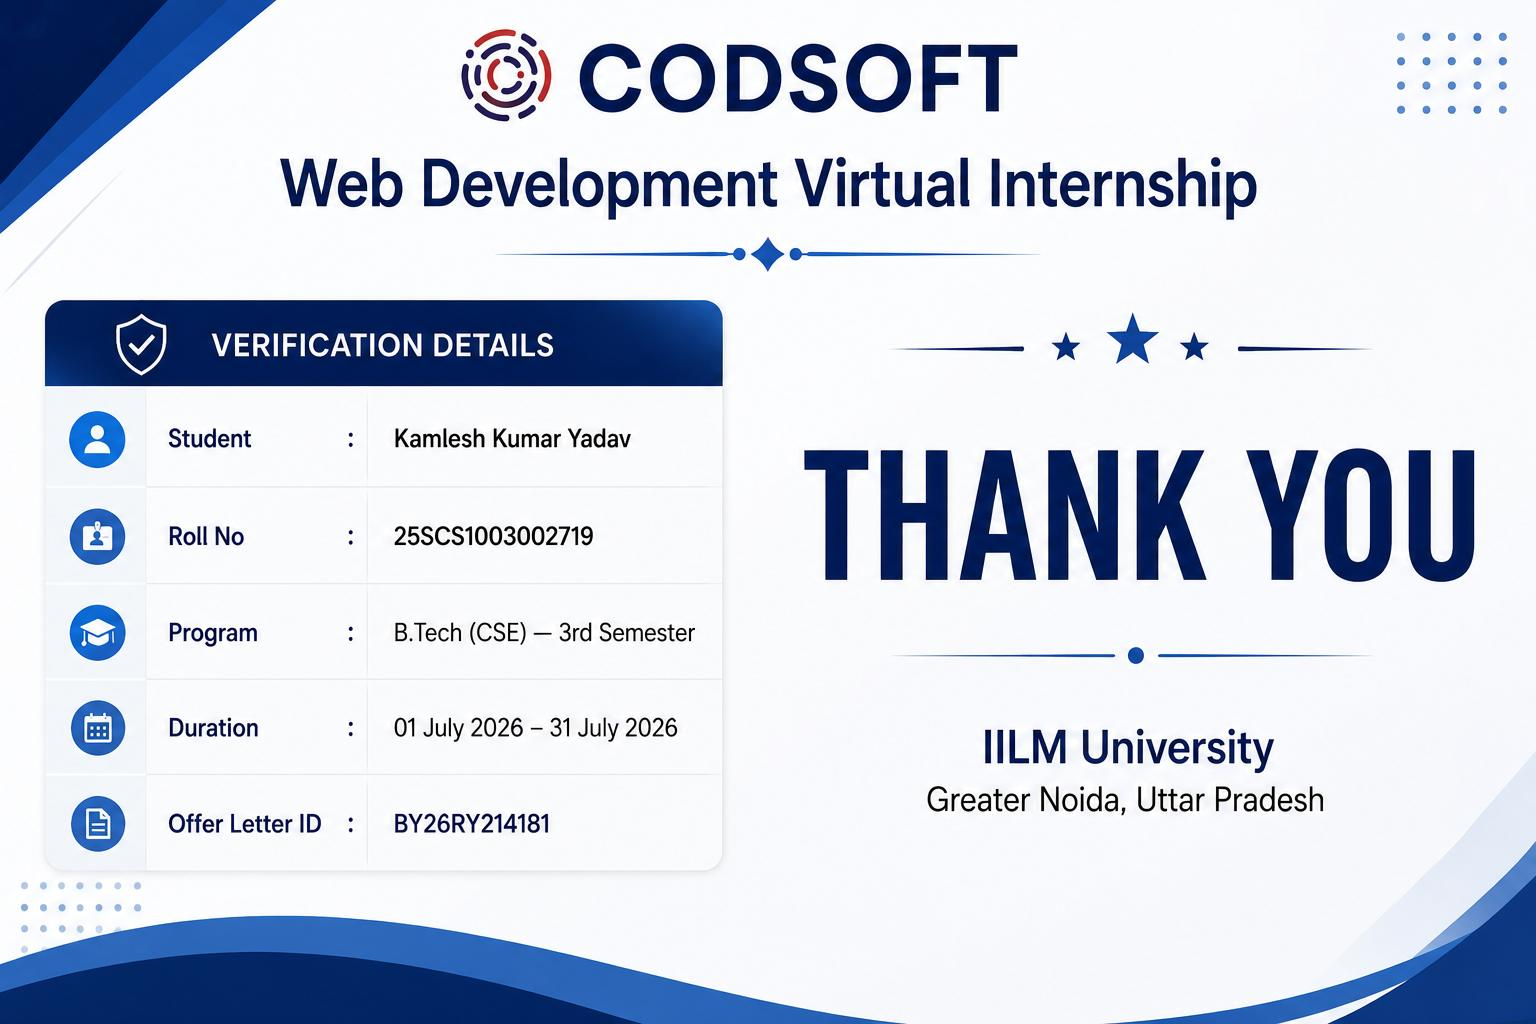 CODSOFT
Web Development Virtual Internship
VERIFICATION DETAILS
Student : Kamlesh Kumar Yadav
Roll No : 25SCS1003002719
Program : B.Tech (CSE) — 3rd Semester
Duration : 01 July 2026 – 31 July 2026
Offer Letter ID : BY26RY214181
THANK YOU
IILM University
Greater Noida, Uttar Pradesh